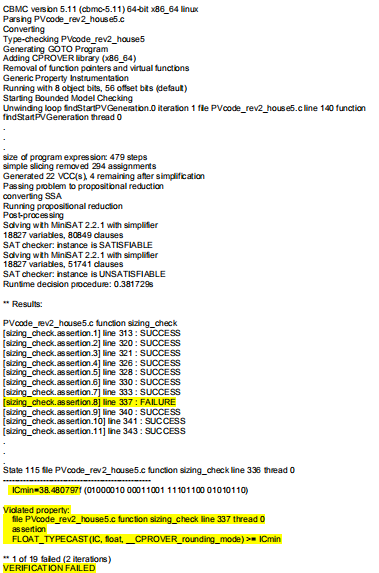 CBMC version 5.11 (cbmc-5.11) 64-bit x86_64 linux
Parsing PVcode_rev2_house5.c
Converting
Type-checking PVcode_rev2_house5
Generating GOTO Program
Adding CPROVER library (x86_64)
Removal of function pointers and virtual functions
Generic Property Instrumentation
Running with 8 object bits, 56 offset bits (default)
Starting Bounded Model Checking
Unwinding loop findStartPVGeneration.0 iteration 1 file PVcode_rev2_house5.c line 140 function
findStartPVGeneration thread 0
.
.
.
size of program expression: 479 steps
simple slicing removed 294 assignments
Generated 22 VCC(s), 4 remaining after simplification
Passing problem to propositional reduction
converting SSA
Running propositional reduction
Post-processing
Solving with MiniSAT 2.2.1 with simplifier
18827 variables, 80849 clauses
SAT checker: instance is SATISFIABLE
Solving with MiniSAT 2.2.1 with simplifier
18827 variables, 51741 clauses
SAT checker: instance is UNSATISFIABLE
Runtime decision procedure: 0.381729s
** Results:
PVcode_rev2_house5.c function sizing_check
[sizing_check.assertion.1] line 313 : SUCCESS
[sizing_check.assertion.2] line 320 : SUCCESS
[sizing_check.assertion.3] line 321 : SUCCESS
[sizing_check.assertion.4] line 326 : SUCCESS
[sizing_check.assertion.5] line 328 : SUCCESS
[sizing_check.assertion.6] line 330 : SUCCESS
[sizing_check.assertion.7] line 333 : SUCCESS
[sizing_check.assertion.8] line 337 : FAILURE
[sizing_check.assertion.9] line 340 : SUCCESS
[sizing_check.assertion.10] line 341 : SUCCESS
[sizing_check.assertion.11] line 343 : SUCCESS
.
.
.
State 115 file PVcode_rev2_house5.c function sizing_check line 336 thread 0
----------------------------------------------------
ICmin=38.480797f (01000010 00011001 11101100 01010110)
Violated property:
file PVcode_rev2_house5.c function sizing_check line 337 thread 0
assertion
FLOAT_TYPECAST(IC, float, __CPROVER_rounding_mode) >= ICmin
** 1 of 19 failed (2 iterations)
VERIFICATION FAILED